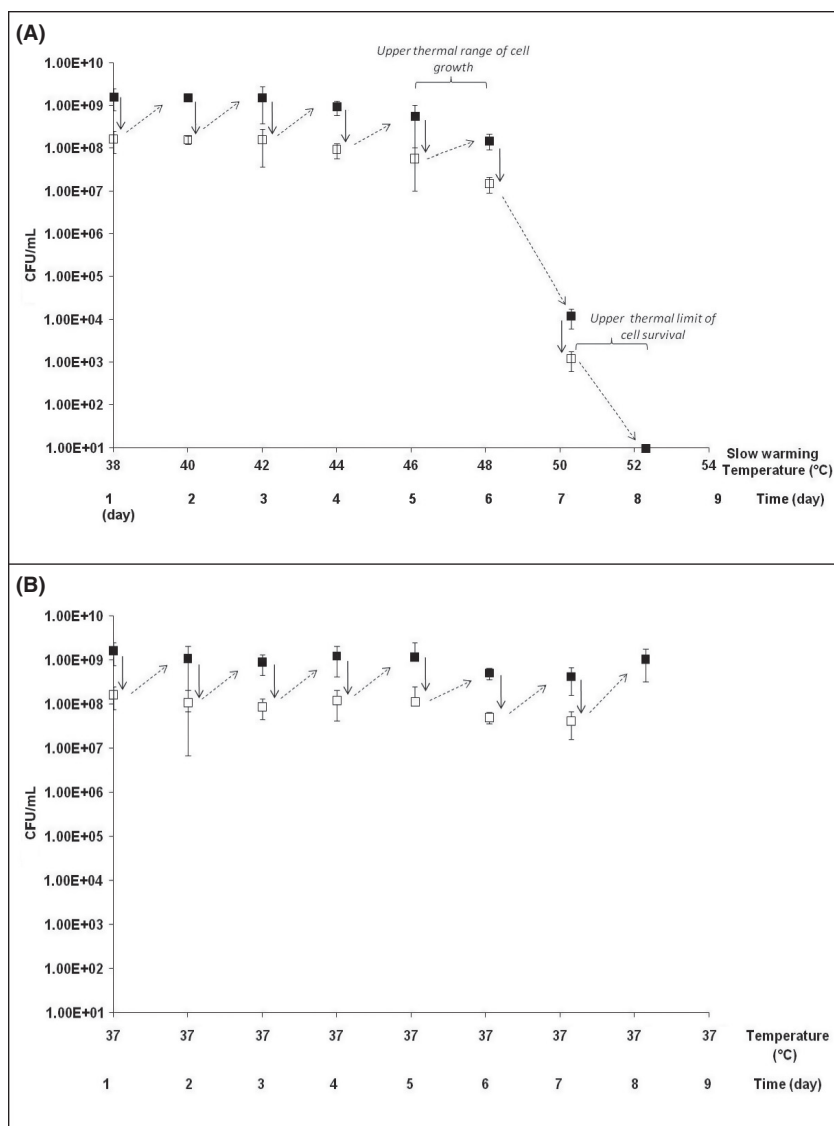 (A)
Upper thermal range of cell
growth
1.00E+10
1.00E+09
1.00E+08
1.00E+07
1.00E+06
1.00E+05
1.00E+04
1.00E+03
1.00E+02
1.00E+01
CFU/mL
Upper thermal limit of
cell survival
38 40 42 44 46 48 50 52 54
Slow warming
Temperature (°C)
1 2 3 4 5 6 7 8 9 Time (day)
(day)
(B)
1.00E+10
1.00E+09
1.00E+08
1.00E+07
1.00E+06
1.00E+05
1.00E+04
1.00E+03
1.00E+02
1.00E+01
CFU/mL
37 37 37 37 37 37 37 37 37 Temperature
(°C)
1 2 3 4 5 6 7 8 9 Time (day)